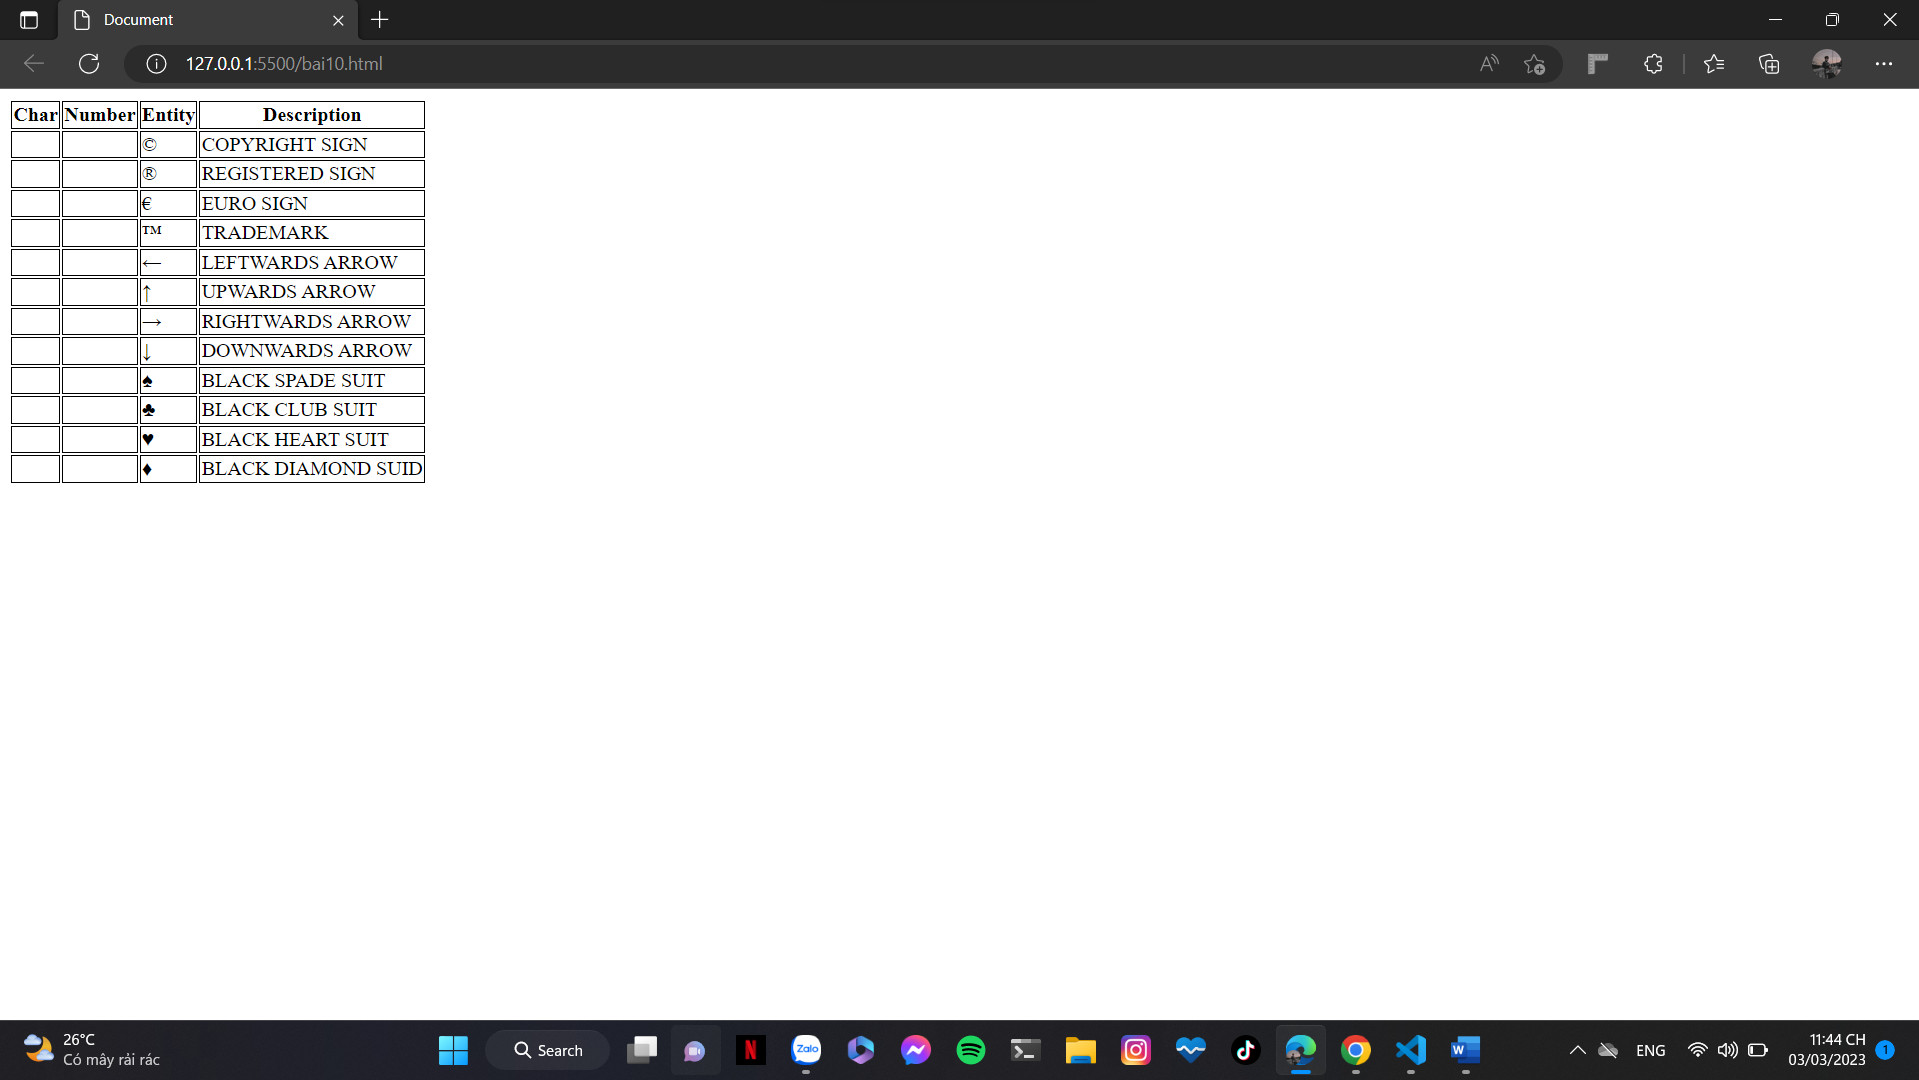 Document
127.0.0.1:5500/bai10.html
Char Number Entity Description
© COPYRIGHT SIGN
® REGISTERED SIGN
€ EURO SIGN
™ TRADEMARK
← LEFTWARDS ARROW
↑ UPWARDS ARROW
→ RIGHTWARDS ARROW
↓ DOWNWARDS ARROW
♠ BLACK SPADE SUIT
♣ BLACK CLUB SUIT
♥ BLACK HEART SUIT
♦ BLACK DIAMOND SUID
26°C
Có mây rải rác
Search
Zalo
ENG
11:44 CH
03/03/2023
1